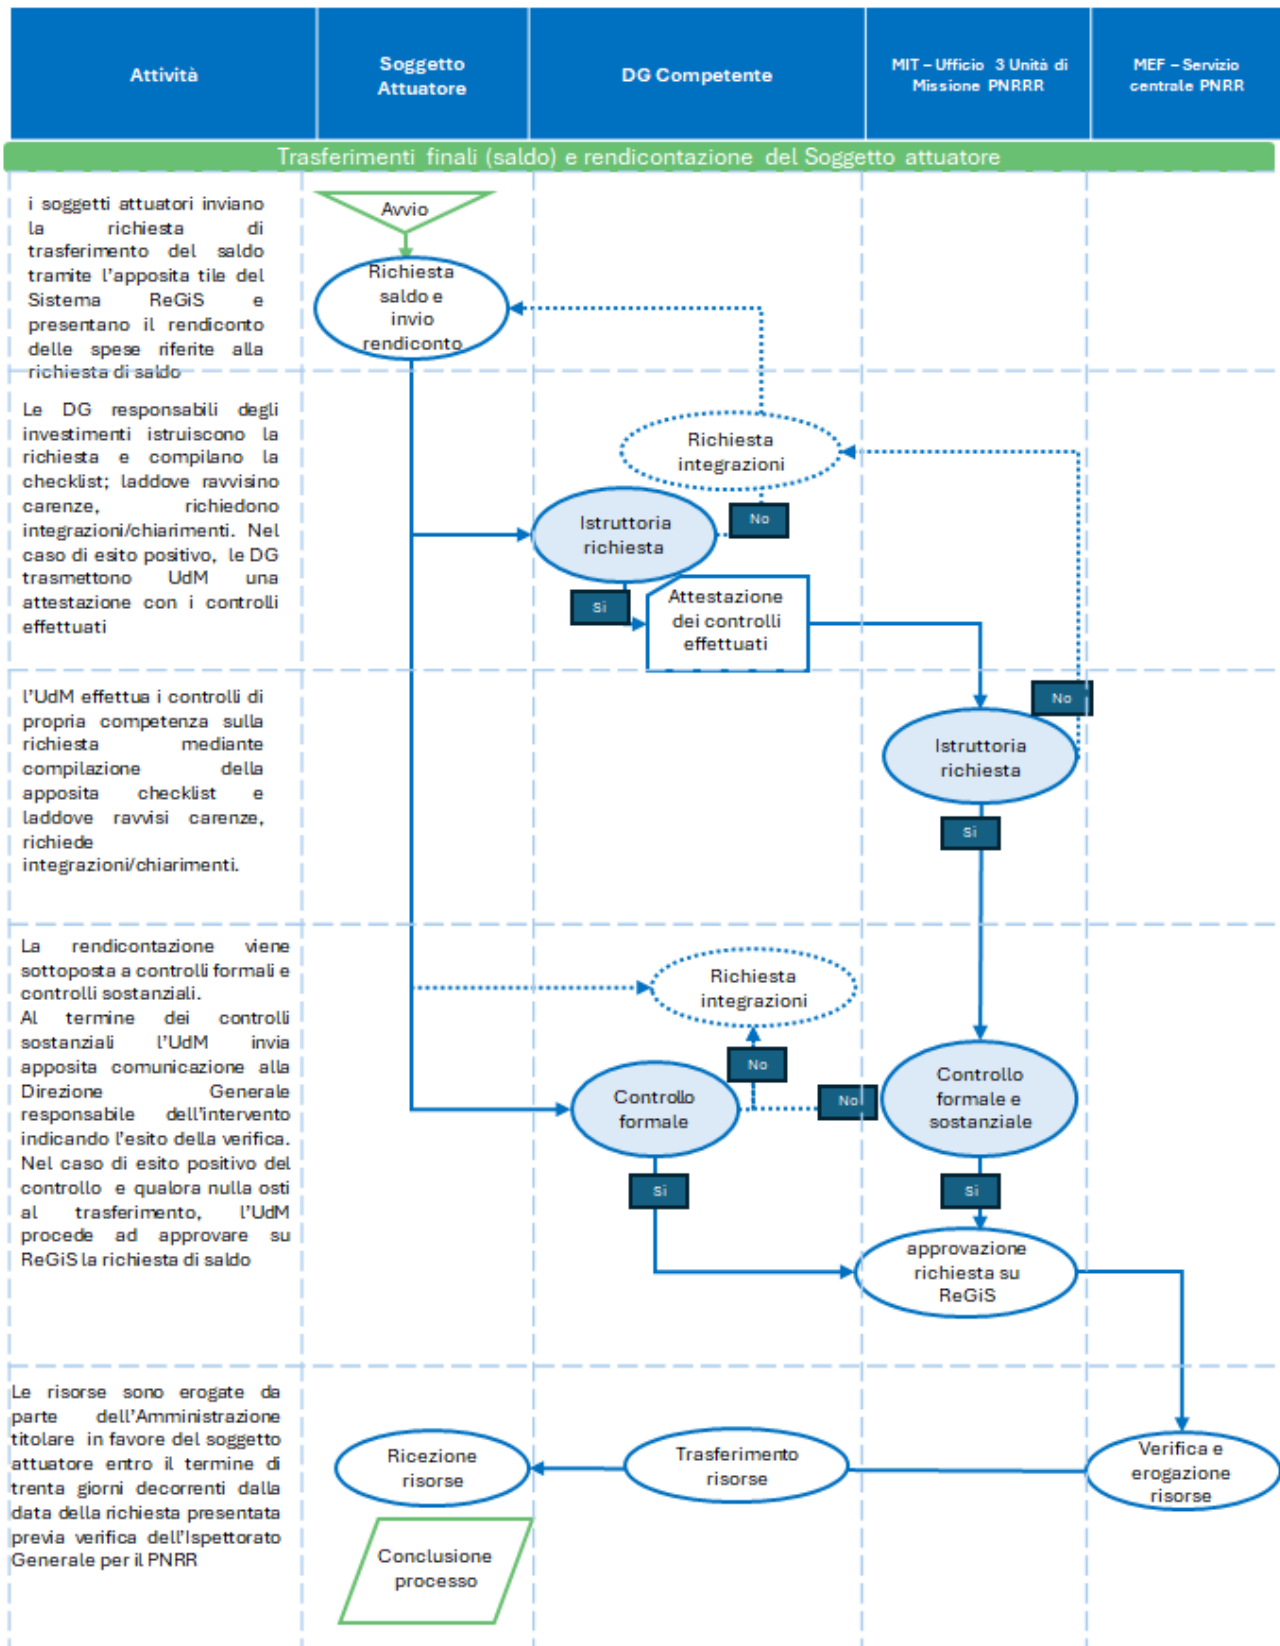 Attività
Soggetto
Attuatore
DG Competente
MIT – Ufficio 3 Unità di
Missione PNRRR
MEF – Servizio
centrale PNRR
Trasferimenti finali (saldo) e rendicontazione del Soggetto attuatore
i soggetti attuatori inviano
la richiesta di
trasferimento del saldo
tramite l'apposita tile del
Sistema ReGiS e
presentano il rendiconto
delle spese riferite alla
richiesta di saldo
Avvio
Richiesta
saldo e
invio
rendiconto
Le DG responsabili degli
investimenti istruiscono la
richiesta e compilano la
checklist; laddove ravvisino
carenze, richiedono
integrazioni/chiarimenti. Nel
caso di esito positivo, le DG
trasmettono UdM una
attestazione con i controlli
effettuati
Richiesta
integrazioni
No
Istruttoria
richiesta
Si
Attestazione
dei controlli
effettuati
l'UdM effettua i controlli di
propria competenza sulla
richiesta mediante
compilazione della
apposita checklist e
laddove ravvisi carenze,
richiede
integrazioni/chiarimenti.
No
Istruttoria
richiesta
Si
La rendicontazione viene
sottoposta a controlli formali e
controlli sostanziali.
Al termine dei controlli
sostanziali l'UdM invia
apposita comunicazione alla
Direzione Generale
responsabile dell'intervento
indicando l'esito della verifica.
Nel caso di esito positivo del
controllo e qualora nulla osti
al trasferimento, l'UdM
procede ad approvare su
ReGiS la richiesta di saldo
Richiesta
integrazioni
No
Controllo
formale
No
Controllo
formale e
sostanziale
Si
Si
approvazione
richiesta su
ReGiS
Le risorse sono erogate da
parte dell'Amministrazione
titolare in favore del soggetto
attuatore entro il termine di
trenta giorni decorrenti dalla
data della richiesta presentata
previa verifica dell'Ispettorato
Generale per il PNRR
Ricezione
risorse
Trasferimento
risorse
Verifica e
erogazione
risorse
Conclusione
processo